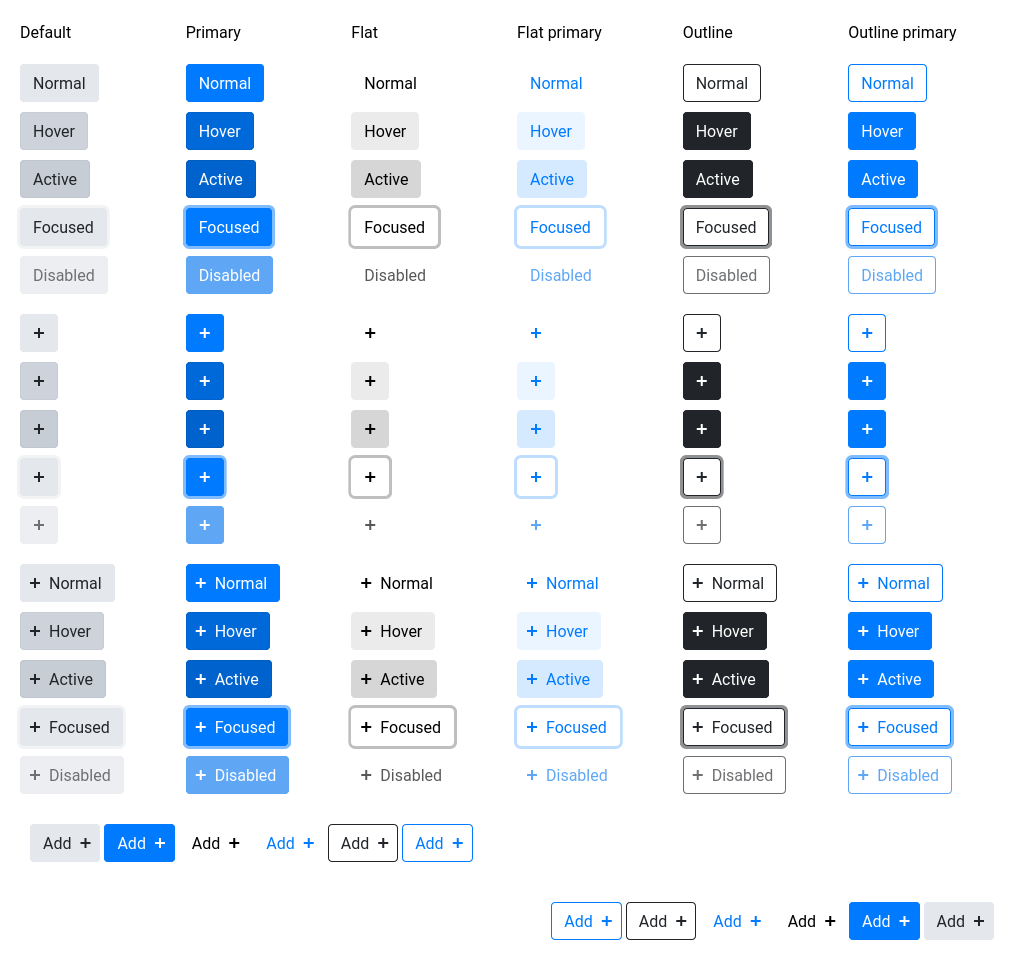 Default Primary Flat Flat primary Outline Outline primary
Normal Normal Normal Normal Normal Normal
Hover Hover Hover Hover Hover Hover
Active Active Active Active Active Active
Focused Focused Focused Focused Focused Focused
Disabled Disabled Disabled Disabled Disabled Disabled
+ + + + + +
+ + + + + +
+ + + + + +
+ + + + + +
+ + + + + +
+ Normal + Normal + Normal + Normal + Normal + Normal
+ Hover + Hover + Hover + Hover + Hover + Hover
+ Active + Active + Active + Active + Active + Active
+ Focused + Focused + Focused + Focused + Focused + Focused
+ Disabled + Disabled + Disabled + Disabled + Disabled + Disabled
Add + Add + Add + Add + Add + Add +
Add + Add + Add + Add + Add + Add +